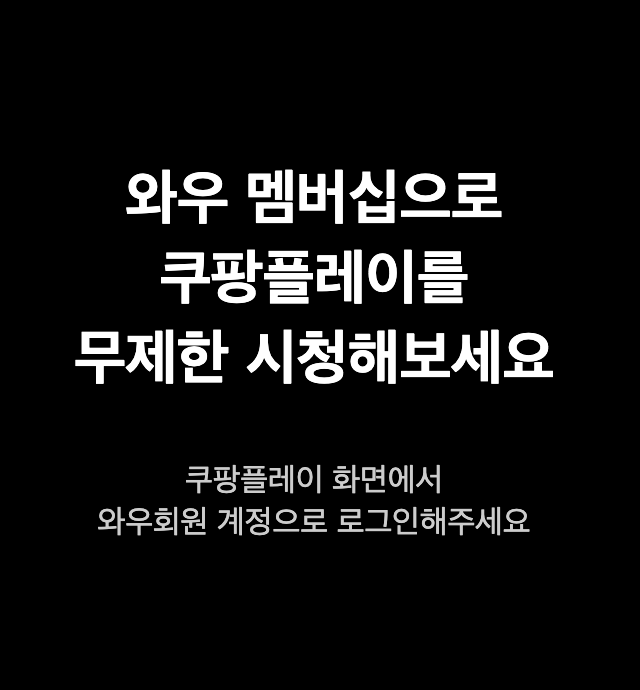 와우 멤버십으로
쿠팡플레이를
무제한 시청해보세요
쿠팡플레이 화면에서
와우회원 계정으로 로그인해주세요